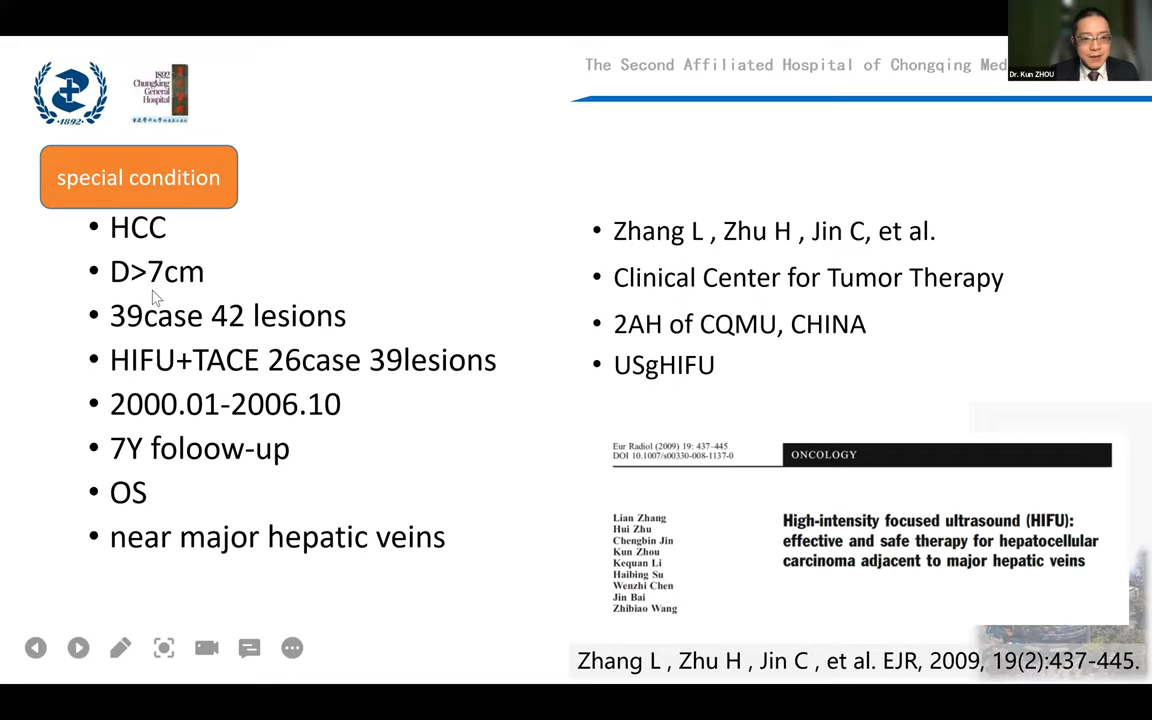 1892
1892
Chungking
General
Hospital
The Second Affiliated Hospital of Chongqing Med
Dr. Kun ZHOU
special condition
• HCC
• D>7cm
• 39case 42 lesions
• HIFU+TACE 26case 39lesions
• 2000.01-2006.10
• 7Y foloow-up
• OS
• near major hepatic veins
• Zhang L , Zhu H , Jin C, et al.
• Clinical Center for Tumor Therapy
• 2AH of CQMU, CHINA
• USgHIFU
Eur Radiol (2009) 19: 437–445
DOI 10.1007/s00330-008-1137-0
ONCOLOGY
Lian Zhang
Hui Zhu
Chengbin Jin
Kun Zhou
Kequan Li
Haibing Su
Wenzhi Chen
Jin Bai
Zhibiao Wang
High-intensity focused ultrasound (HIFU):
effective and safe therapy for hepatocellular
carcinoma adjacent to major hepatic veins
Zhang L , Zhu H , Jin C , et al. EJR, 2009, 19(2):437-445.